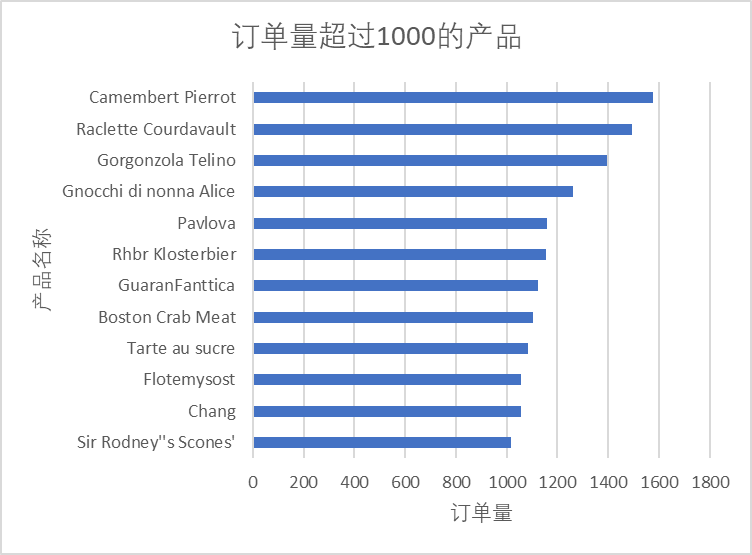 订单量超过1000的产品
产品名称
Camembert Pierrot
Raclette Courdavault
Gorgonzola Telino
Gnocchi di nonna Alice
Pavlova
Rhbr Klosterbier
GuaranFanttica
Boston Crab Meat
Tarte au sucre
Flotemysost
Chang
Sir Rodney''s Scones'
0 200 400 600 800 1000 1200 1400 1600 1800
订单量